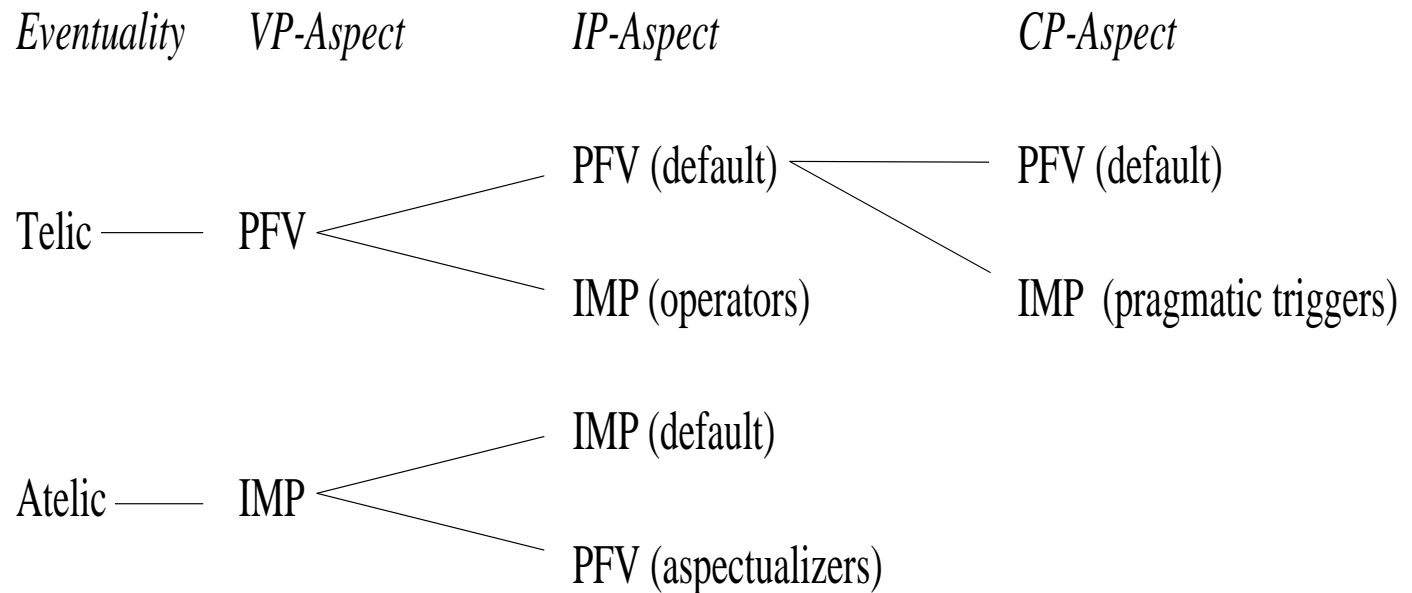 Eventuality VP-Aspect IP-Aspect CP-Aspect
PFV (default) PFV (default)
Telic PFV
IMP (operators) IMP (pragmatic triggers)
IMP (default)
Atelic IMP
PFV (aspectualizers)